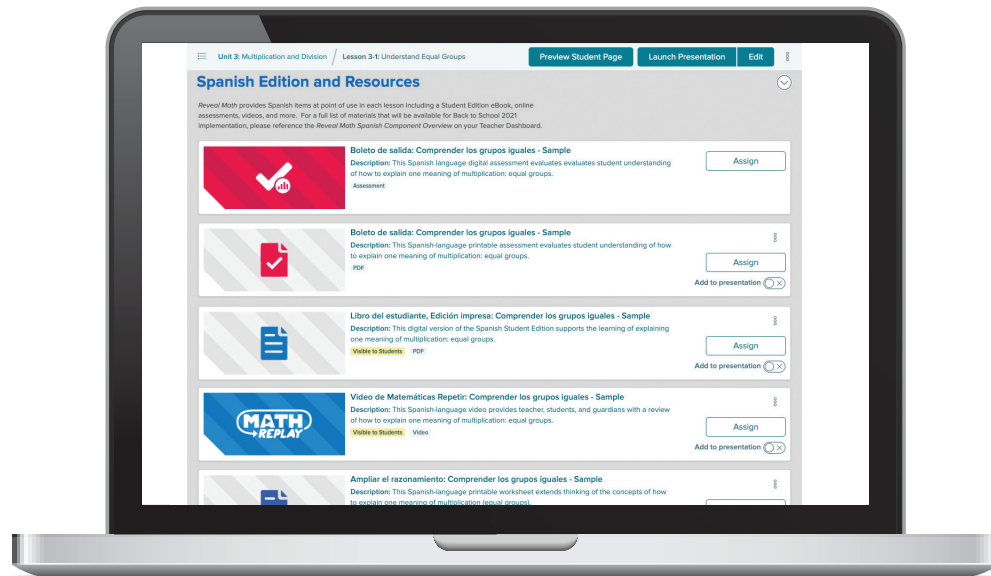 Unit 3: Multiplication and Division / Lesson 3-1: Understand Equal Groups
Preview Student Page
Launch Presentation
Edit
Spanish Edition and Resources
Reveal Math provides Spanish items at point of use in each lesson including a Student Edition eBook, online
assessments, videos, and more. For a full list of materials that will be available for Back to School 2021
implementation, please reference the Reveal Math Spanish Component Overview on your Teacher Dashboard.
Boleto de salida: Comprender los grupos iguales - Sample
Description: This Spanish language digital assessment evaluates evaluates student understanding
of how to explain one meaning of multiplication: equal groups.
Assessment
Assign
Boleto de salida: Comprender los grupos iguales - Sample
Description: This Spanish-language printable assessment evaluates student understanding of how
to explain one meaning of multiplication: equal groups.
PDF
Assign
Add to presentation
Libro del estudiante, Edición impresa: Comprender los grupos iguales - Sample
Description: This digital version of the Spanish Student Edition supports the learning of explaining
one meaning of multiplication: equal groups.
Visible to Students PDF
Assign
Add to presentation
MATH
REPLAY
Video de Matemáticas Repetir: Comprender los grupos iguales - Sample
Description: This Spanish-language video provides teacher, students, and guardians with a review
of how to explain one meaning of multiplication: equal groups.
Visible to Students Video
Assign
Add to presentation
Ampliar el razonamiento: Comprender los grupos iguales - Sample
Description: This Spanish-language printable worksheet extends thinking of the concepts of how
to explain one meaning of multiplication (equal groups).